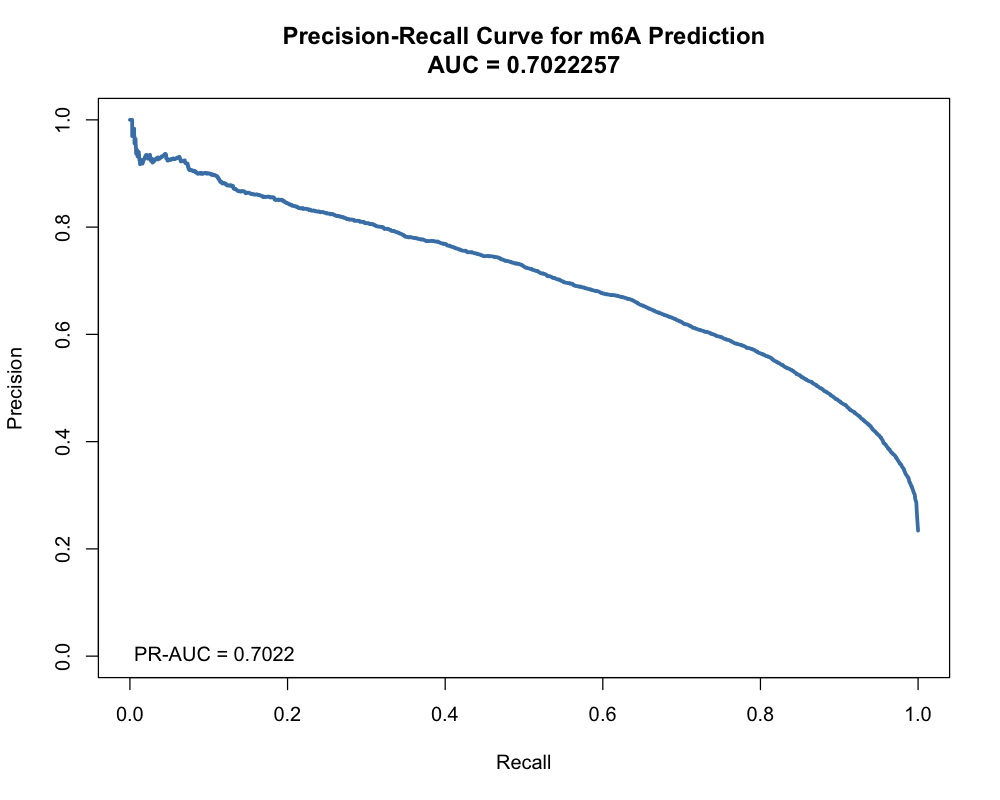 Precision-Recall Curve for m6A Prediction
AUC = 0.7022257
Precision
1.0
0.8
0.6
0.4
0.2
0.0
PR-AUC = 0.7022
0.0 0.2 0.4 0.6 0.8 1.0
Recall